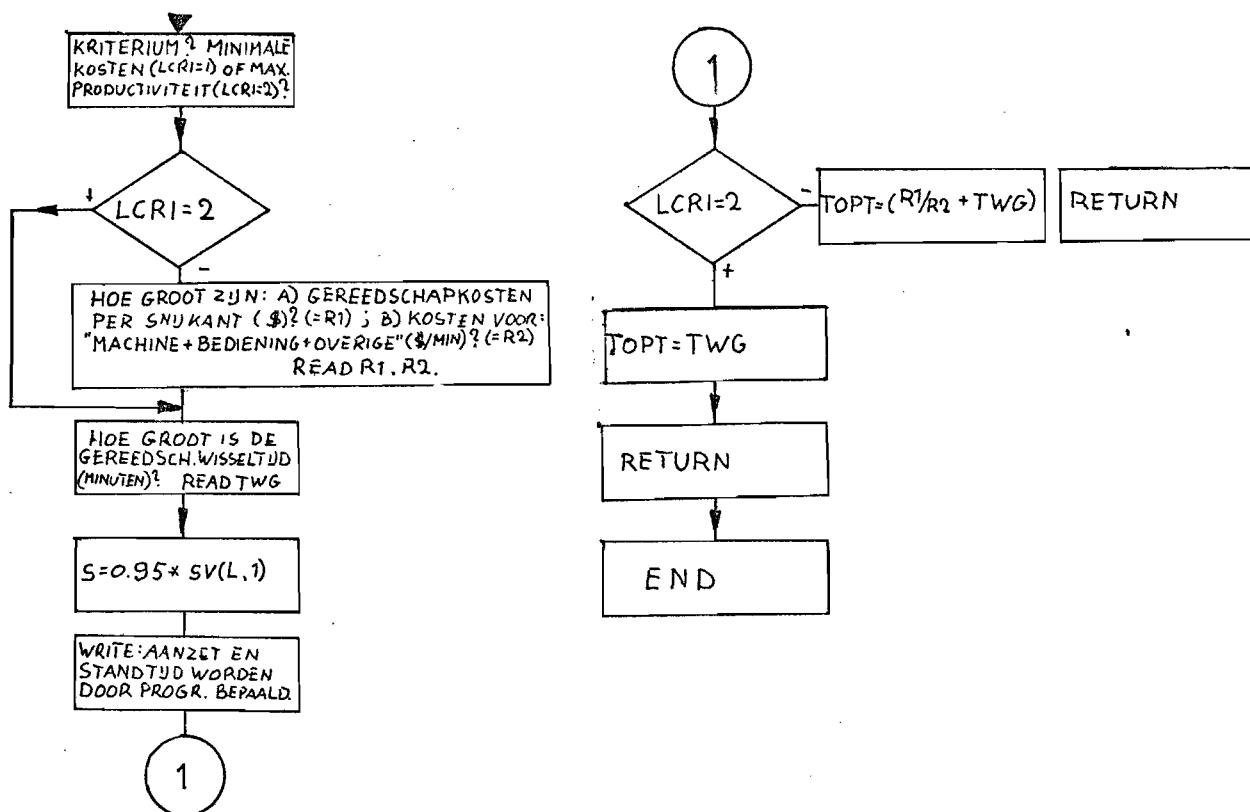 KRITERIUM? MINIMALE
KOSTEN (LCRI=1) OF MAX.
PRODUCTIVITEIT (LCRI=2)?
+
LCRI=2
-
HOE GROOT ZIJN: A) GEREEDSCHAPKOSTEN
PER SNIJKANT ($)? (=R1) ; B) KOSTEN VOOR:
"MACHINE+BEDIENING+OVERIGE" ($/MIN)? (=R2)
READ R1, R2.
HOE GROOT IS DE
GEREEDSCH. WISSELTIJD
(MINUTEN)? READ TWG
S=0.95* SV(L,1)
WRITE: AANZET EN
STANDTIJD WORDEN
DOOR PROGR. BEPAALD.
1
1
LCRI=2
-
TOPT=(R1/R2 + TWG)
RETURN
+
TOPT=TWG
RETURN
END